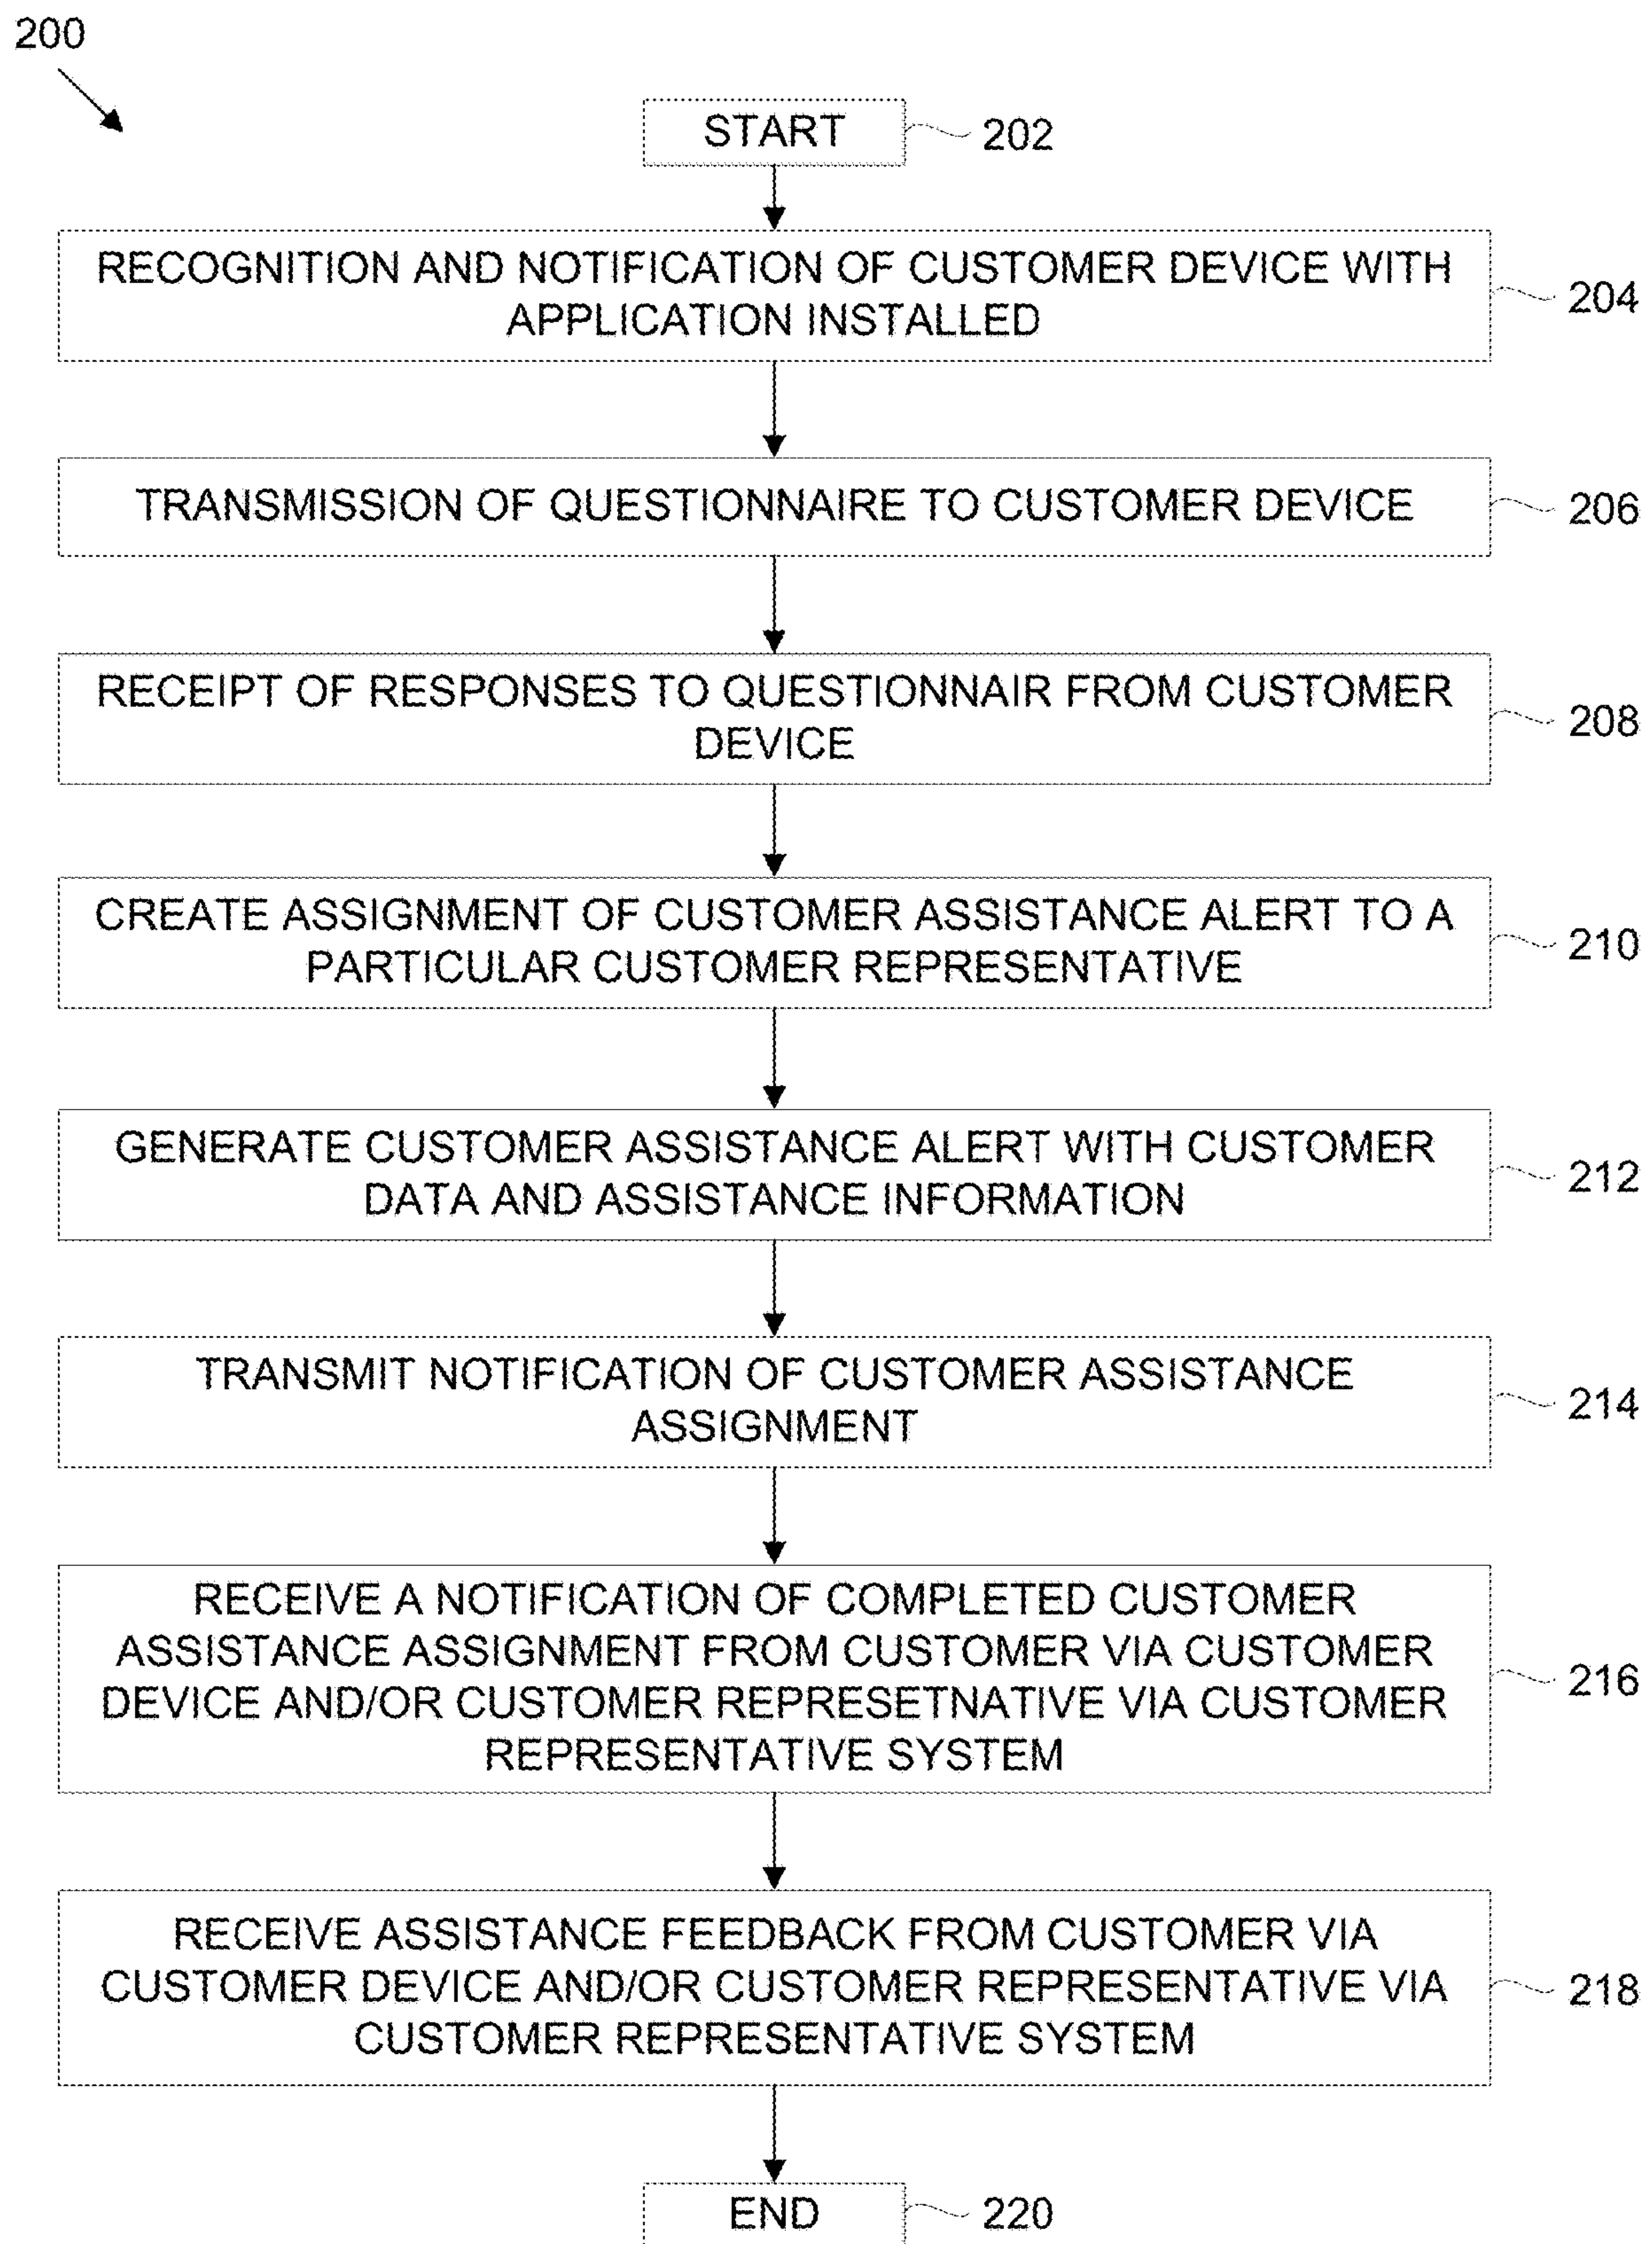 200
START
202
RECOGNITION AND NOTIFICATION OF CUSTOMER DEVICE WITH
APPLICATION INSTALLED
204
TRANSMISSION OF QUESTIONNAIRE TO CUSTOMER DEVICE
206
RECEIPT OF RESPONSES TO QUESTIONNAIR FROM CUSTOMER
DEVICE
208
CREATE ASSIGNMENT OF CUSTOMER ASSISTANCE ALERT TO A
PARTICULAR CUSTOMER REPRESENTATIVE
210
GENERATE CUSTOMER ASSISTANCE ALERT WITH CUSTOMER
DATA AND ASSISTANCE INFORMATION
212
TRANSMIT NOTIFICATION OF CUSTOMER ASSISTANCE
ASSIGNMENT
214
RECEIVE A NOTIFICATION OF COMPLETED CUSTOMER
ASSISTANCE ASSIGNMENT FROM CUSTOMER VIA CUSTOMER
DEVICE AND/OR CUSTOMER REPRESETNATIVE VIA CUSTOMER
REPRESENTATIVE SYSTEM
216
RECEIVE ASSISTANCE FEEDBACK FROM CUSTOMER VIA
CUSTOMER DEVICE AND/OR CUSTOMER REPRESENTATIVE VIA
CUSTOMER REPRESENTATIVE SYSTEM
218
END
220